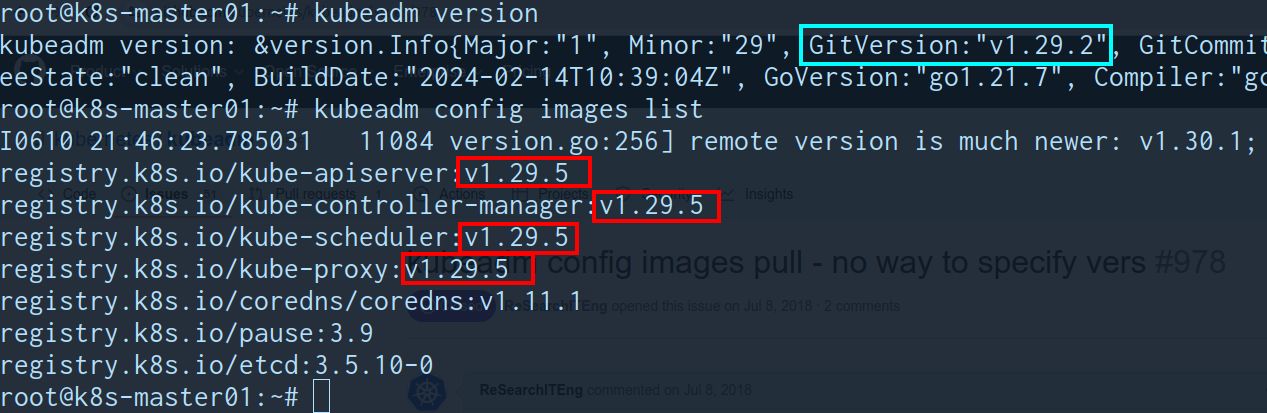 root@k8s-master01:~# kubeadm version
kubeadm version: &version.Info{Major:"1", Minor:"29", GitVersion:"v1.29.2", GitCommit
eeState:"clean", BuildDate:"2024-02-14T10:39:04Z", GoVersion:"go1.21.7", Compiler:"go
root@k8s-master01:~# kubeadm config images list
I0610 21:46:23.785031   11084 version.go:256] remote version is much newer: v1.30.1;
registry.k8s.io/kube-apiserver:v1.29.5
Code Issues 51 Pull requests 1 Actions Projects Insights
registry.k8s.io/kube-controller-manager:v1.29.5
registry.k8s.io/kube-scheduler:v1.29.5
kubeadm config images pull - no way to specify vers #978
registry.k8s.io/kube-proxy:v1.29.5
registry.k8s.io/coredns/coredns:v1.11.1
ReSearchITEng opened this issue on Jul 8, 2018 · 2 comments
registry.k8s.io/pause:3.9
registry.k8s.io/etcd:3.5.10-0
ReSearchITEng commented on Jul 8, 2018
root@k8s-master01:~#